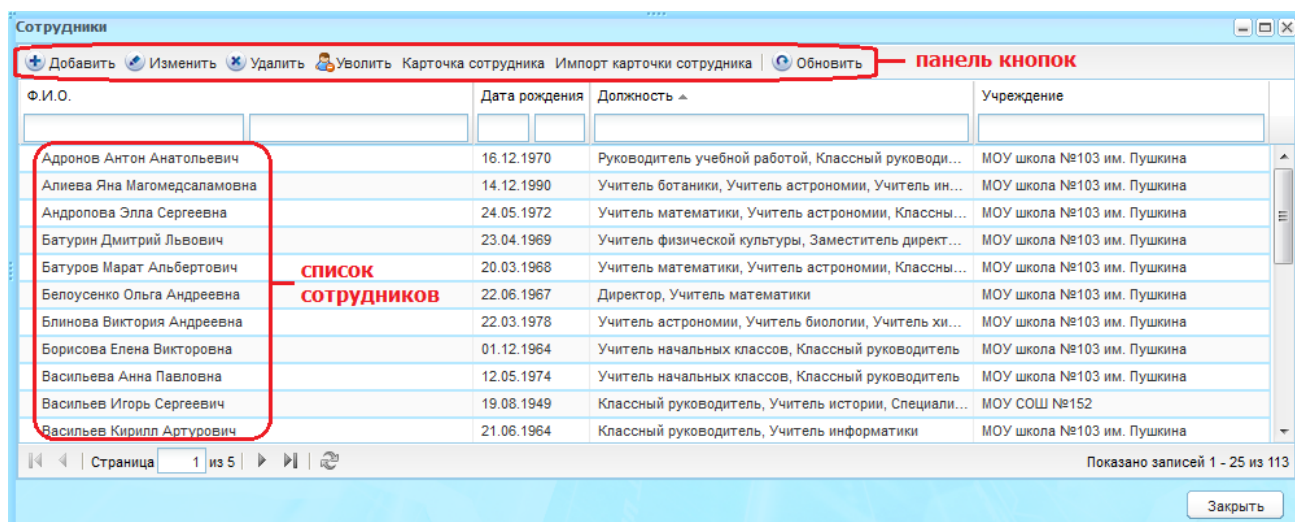 Сотрудники
Добавить Изменить Удалить Уволить Карточка сотрудника Импорт карточки сотрудника Обновить панель кнопок
Ф.И.О. Дата рождения Должность Учреждение
Адронов Антон Анатольевич 16.12.1970 Руководитель учебной работой, Классный руководи... МОУ школа №103 им. Пушкина
Алиева Яна Магомедсаламовна 14.12.1990 Учитель ботаники, Учитель астрономии, Учитель ин... МОУ школа №103 им. Пушкина
Андропова Элла Сергеевна 24.05.1972 Учитель математики, Учитель астрономии, Классны... МОУ школа №103 им. Пушкина
Батурин Дмитрий Львович 23.04.1969 Учитель физической культуры, Заместитель директ... МОУ школа №103 им. Пушкина
Батуров Марат Альбертович 20.03.1968 Учитель математики, Учитель астрономии, Классны... МОУ школа №103 им. Пушкина
список
сотрудников
Белоусенко Ольга Андреевна 22.06.1967 Директор, Учитель математики МОУ школа №103 им. Пушкина
Блинова Виктория Андреевна 22.03.1978 Учитель астрономии, Учитель биологии, Учитель хи... МОУ школа №103 им. Пушкина
Борисова Елена Викторовна 01.12.1964 Учитель начальных классов, Классный руководитель МОУ школа №103 им. Пушкина
Васильева Анна Павловна 12.05.1974 Учитель начальных классов, Классный руководитель МОУ школа №103 им. Пушкина
Васильев Игорь Сергеевич 19.08.1949 Классный руководитель, Учитель истории, Специали... МОУ СОШ №152
Васильев Кирилл Артурович 21.06.1964 Классный руководитель, Учитель информатики МОУ школа №103 им. Пушкина
Страница 1 из 5 Показано записей 1 - 25 из 113
Закрыть